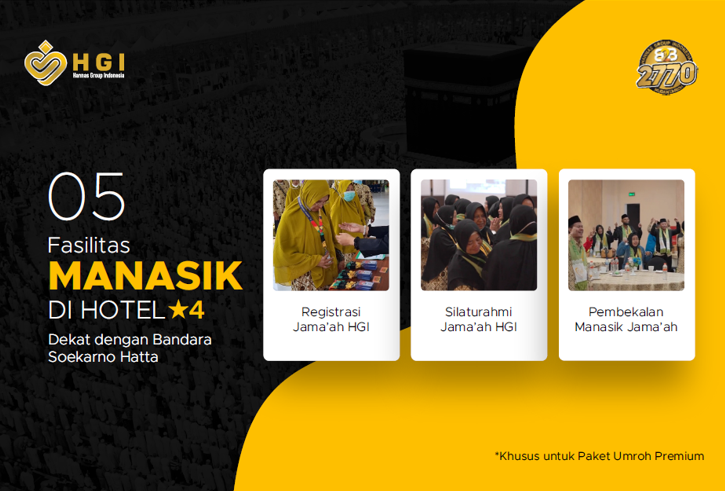 HGI
Hannas Group Indonesia
2770
05
Fasilitas
MANASIK
DI HOTEL★4
Dekat dengan Bandara
Soekarno Hatta
Registrasi
Jama'ah HGI
Silaturahmi
Jama'ah HGI
Pembekalan
Manasik Jama'ah
*Khusus untuk Paket Umroh Premium